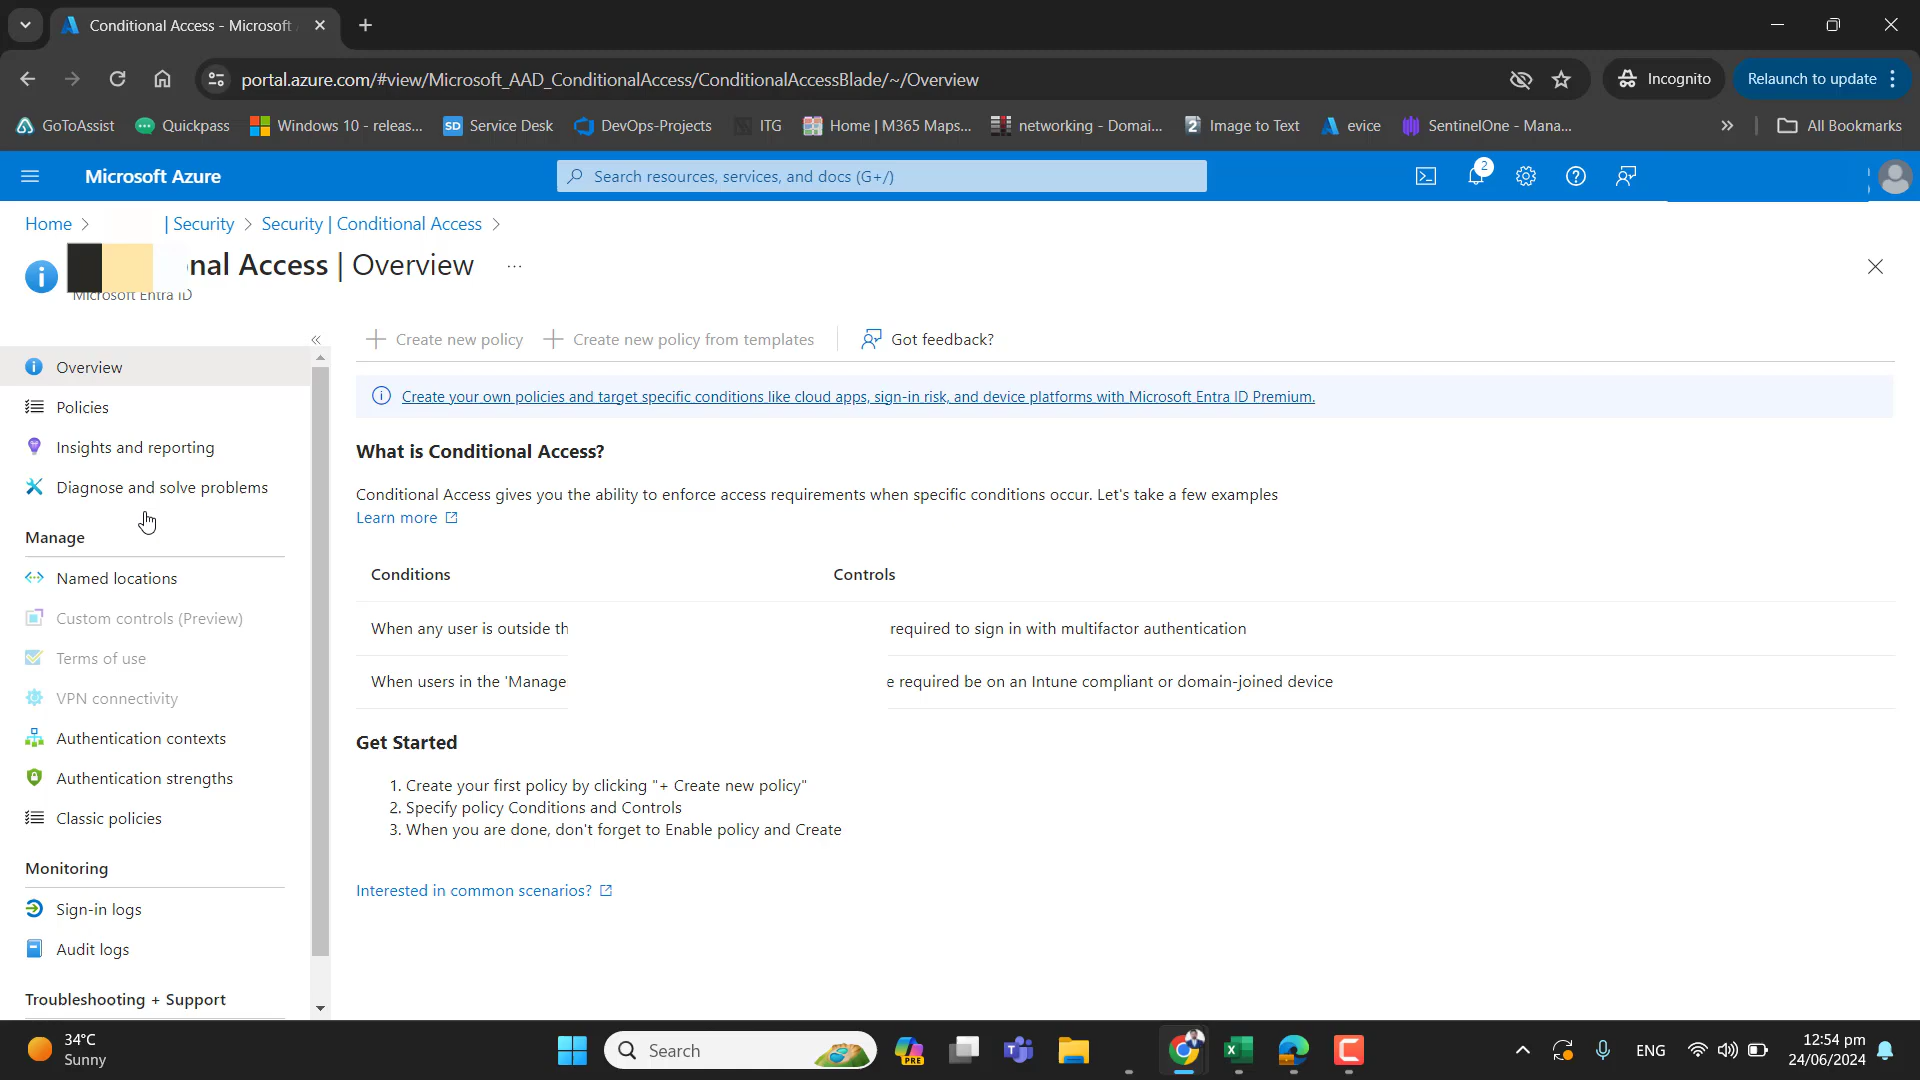 Conditional Access - Microsoft
portal.azure.com/#view/Microsoft_AAD_ConditionalAccess/ConditionalAccessBlade/~/Overview
Incognito
Relaunch to update
GoToAssist
Quickpass
Windows 10 - releas...
SD
Service Desk
DevOps-Projects
ITG
Home | M365 Maps...
networking - Domai...
2
Image to Text
evice
SentinelOne - Mana...
All Bookmarks
Microsoft Azure
Search resources, services, and docs (G+/)
2
Home > | Security > Security | Conditional Access >
nal Access | Overview ...
Microsoft Entra ID
Overview
Policies
Insights and reporting
Diagnose and solve problems
Manage
Named locations
Custom controls (Preview)
Terms of use
VPN connectivity
Authentication contexts
Authentication strengths
Classic policies
Monitoring
Sign-in logs
Audit logs
Troubleshooting + Support
Create new policy
Create new policy from templates
Got feedback?
Create your own policies and target specific conditions like cloud apps, sign-in risk, and device platforms with Microsoft Entra ID Premium.
What is Conditional Access?
Conditional Access gives you the ability to enforce access requirements when specific conditions occur. Let's take a few examples
Learn more
Conditions Controls
When any user is outside th required to sign in with multifactor authentication
When users in the 'Manage e required be on an Intune compliant or domain-joined device
Get Started
1. Create your first policy by clicking "+ Create new policy"
2. Specify policy Conditions and Controls
3. When you are done, don't forget to Enable policy and Create
Interested in common scenarios?
34°C
Sunny
Search
PRE
ENG
12:54 pm
24/06/2024